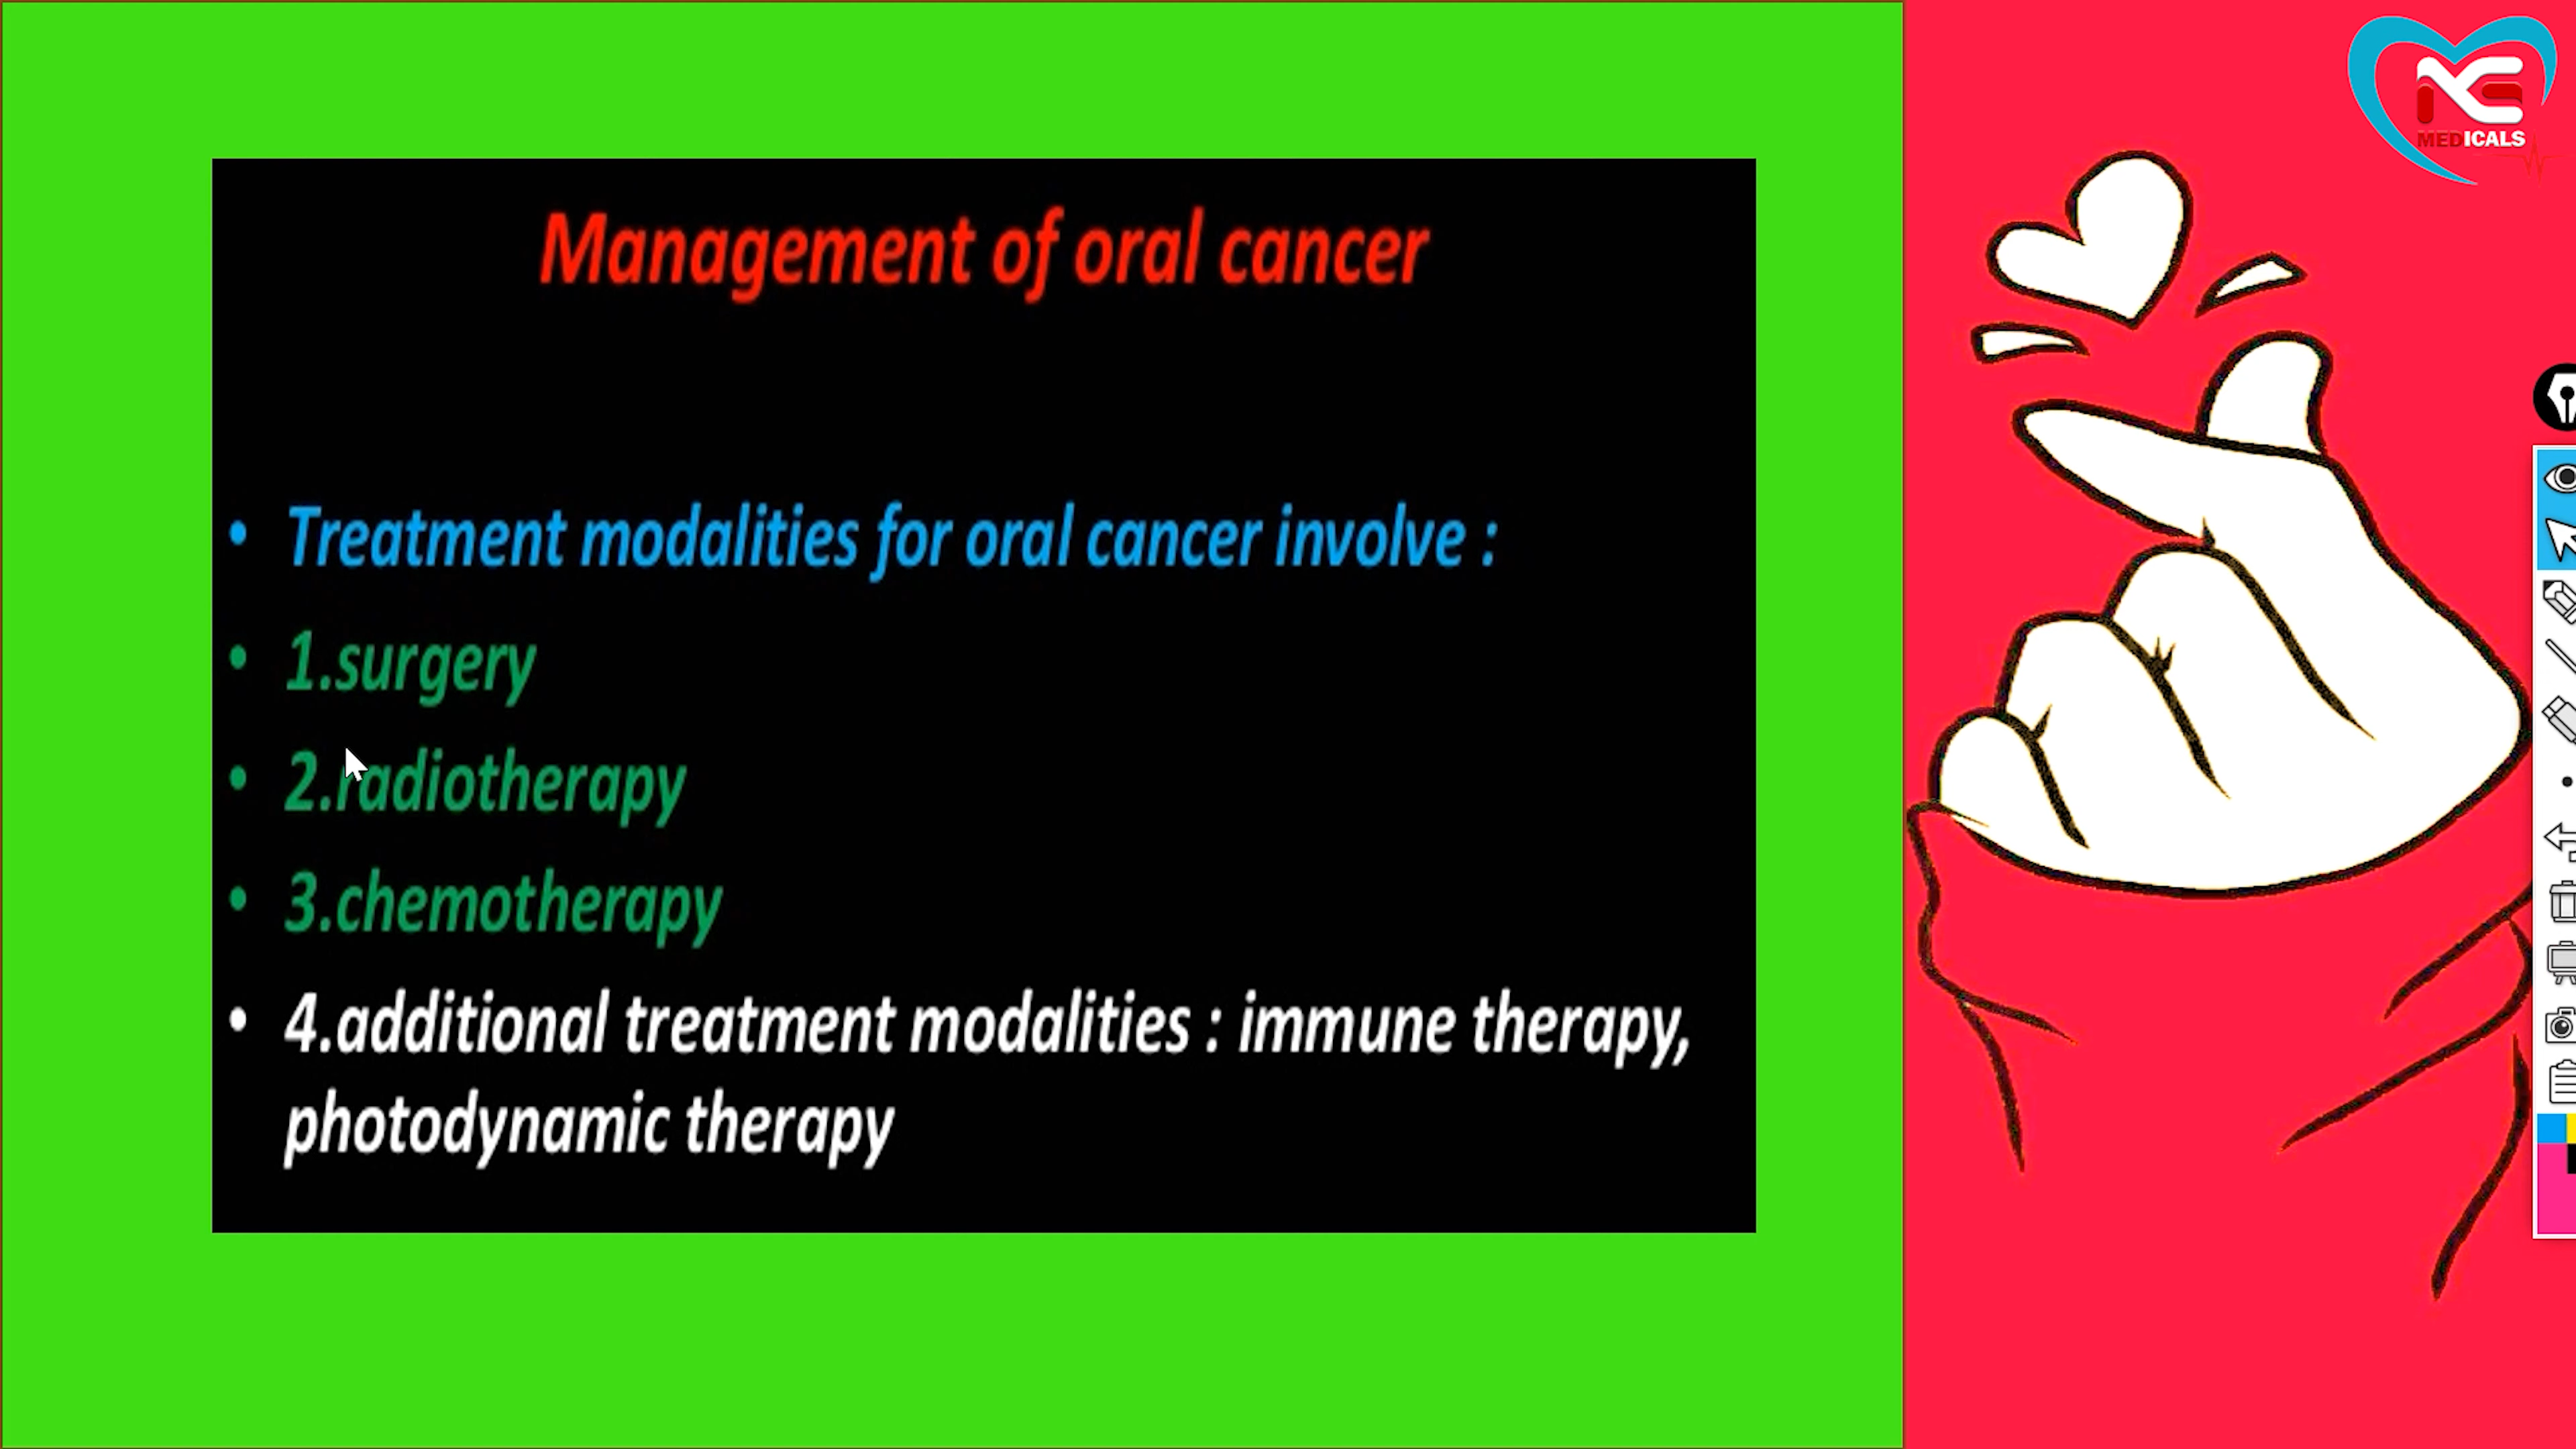 Management of oral cancer
• Treatment modalities for oral cancer involve :
• 1.surgery
• 2.radiotherapy
• 3.chemotherapy
• 4.additional treatment modalities : immune therapy,
photodynamic therapy
MEDICALS